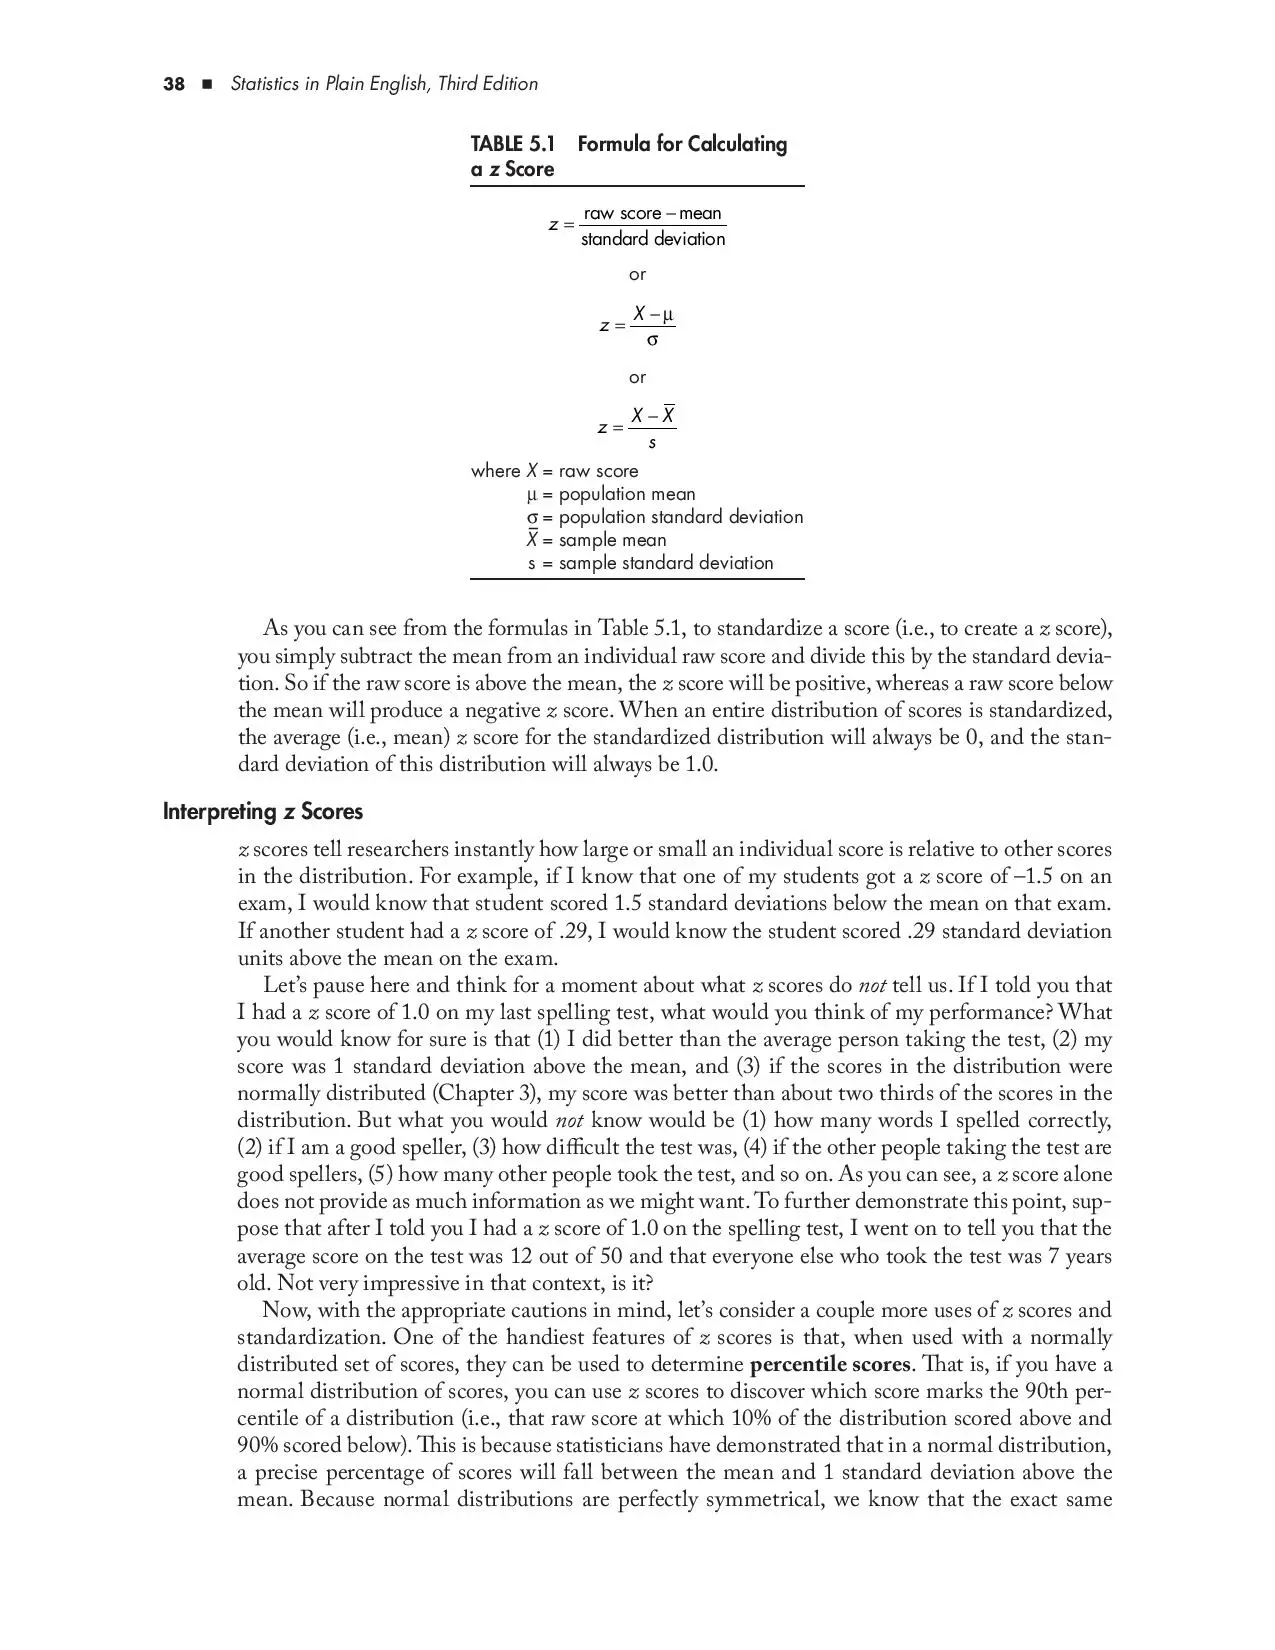 38 ■ Statistics in Plain English, Third Edition
TABLE 5.1 Formula for Calculating
a z Score
z = raw score – mean
standard deviation
or
z = X – μ
σ
or
z = X – X̄
s
where X = raw score
μ = population mean
σ = population standard deviation
X̄ = sample mean
s = sample standard deviation
As you can see from the formulas in Table 5.1, to standardize a score (i.e., to create a z score),
you simply subtract the mean from an individual raw score and divide this by the standard devia-
tion. So if the raw score is above the mean, the z score will be positive, whereas a raw score below
the mean will produce a negative z score. When an entire distribution of scores is standardized,
the average (i.e., mean) z score for the standardized distribution will always be 0, and the stan-
dard deviation of this distribution will always be 1.0.
Interpreting z Scores
z scores tell researchers instantly how large or small an individual score is relative to other scores
in the distribution. For example, if I know that one of my students got a z score of –1.5 on an
exam, I would know that student scored 1.5 standard deviations below the mean on that exam.
If another student had a z score of .29, I would know the student scored .29 standard deviation
units above the mean on the exam.
Let's pause here and think for a moment about what z scores do not tell us. If I told you that
I had a z score of 1.0 on my last spelling test, what would you think of my performance? What
you would know for sure is that (1) I did better than the average person taking the test, (2) my
score was 1 standard deviation above the mean, and (3) if the scores in the distribution were
normally distributed (Chapter 3), my score was better than about two thirds of the scores in the
distribution. But what you would not know would be (1) how many words I spelled correctly,
(2) if I am a good speller, (3) how difficult the test was, (4) if the other people taking the test are
good spellers, (5) how many other people took the test, and so on. As you can see, a z score alone
does not provide as much information as we might want. To further demonstrate this point, sup-
pose that after I told you I had a z score of 1.0 on the spelling test, I went on to tell you that the
average score on the test was 12 out of 50 and that everyone else who took the test was 7 years
old. Not very impressive in that context, is it?
Now, with the appropriate cautions in mind, let's consider a couple more uses of z scores and
standardization. One of the handiest features of z scores is that, when used with a normally
distributed set of scores, they can be used to determine percentile scores. That is, if you have a
normal distribution of scores, you can use z scores to discover which score marks the 90th per-
centile of a distribution (i.e., that raw score at which 10% of the distribution scored above and
90% scored below). This is because statisticians have demonstrated that in a normal distribution,
a precise percentage of scores will fall between the mean and 1 standard deviation above the
mean. Because normal distributions are perfectly symmetrical, we know that the exact same